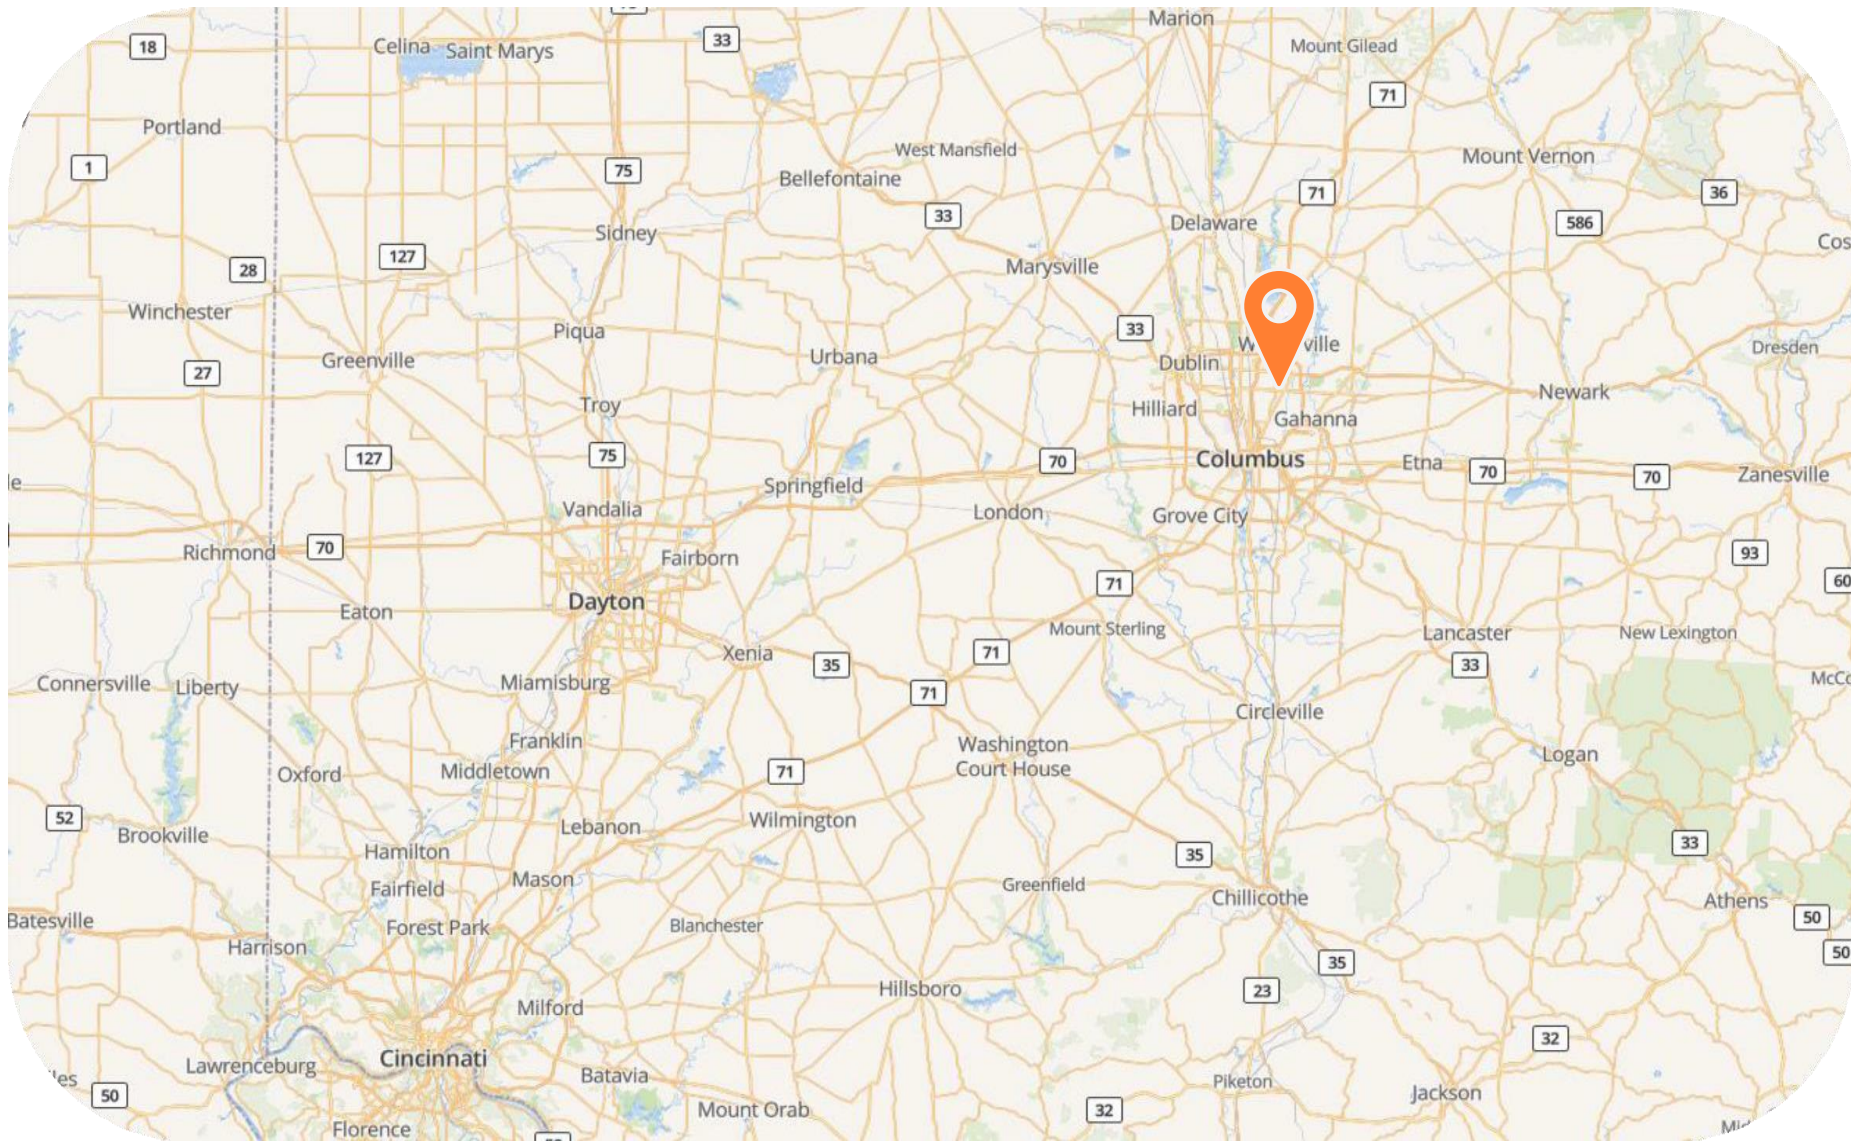 Marion
33
18
Celina
Saint Marys
Mount Gilead
71
Portland
West Mansfield
Mount Vernon
1
75
Bellefontaine
71
36
33
Delaware
586
Sidney
Cos
127
28
Marysville
Winchester
Piqua
33
Urbana
Dublin
ville
Dresden
Greenville
27
Newark
Troy
Hilliard
Gahanna
127
75
70
Columbus
Etna
70
70
Zanesville
le
Springfield
Vandalia
London
Grove City
Richmond
70
Fairborn
93
71
60
Dayton
Eaton
Mount Sterling
Lancaster
New Lexington
Xenia
35
71
33
Connersville
Liberty
Miamisburg
71
McCo
Circleville
Franklin
Washington
Court House
Logan
Oxford
Middletown
71
52
Brookville
Lebanon
Wilmington
33
Hamilton
35
Fairfield
Mason
Greenfield
Chillicothe
Athens
Batesville
Forest Park
Blanchester
50
Harrison
50
35
Hillsboro
23
Milford
32
Lawrenceburg
Cincinnati
les
Batavia
Piketon
Jackson
50
Mount Orab
32
Florence